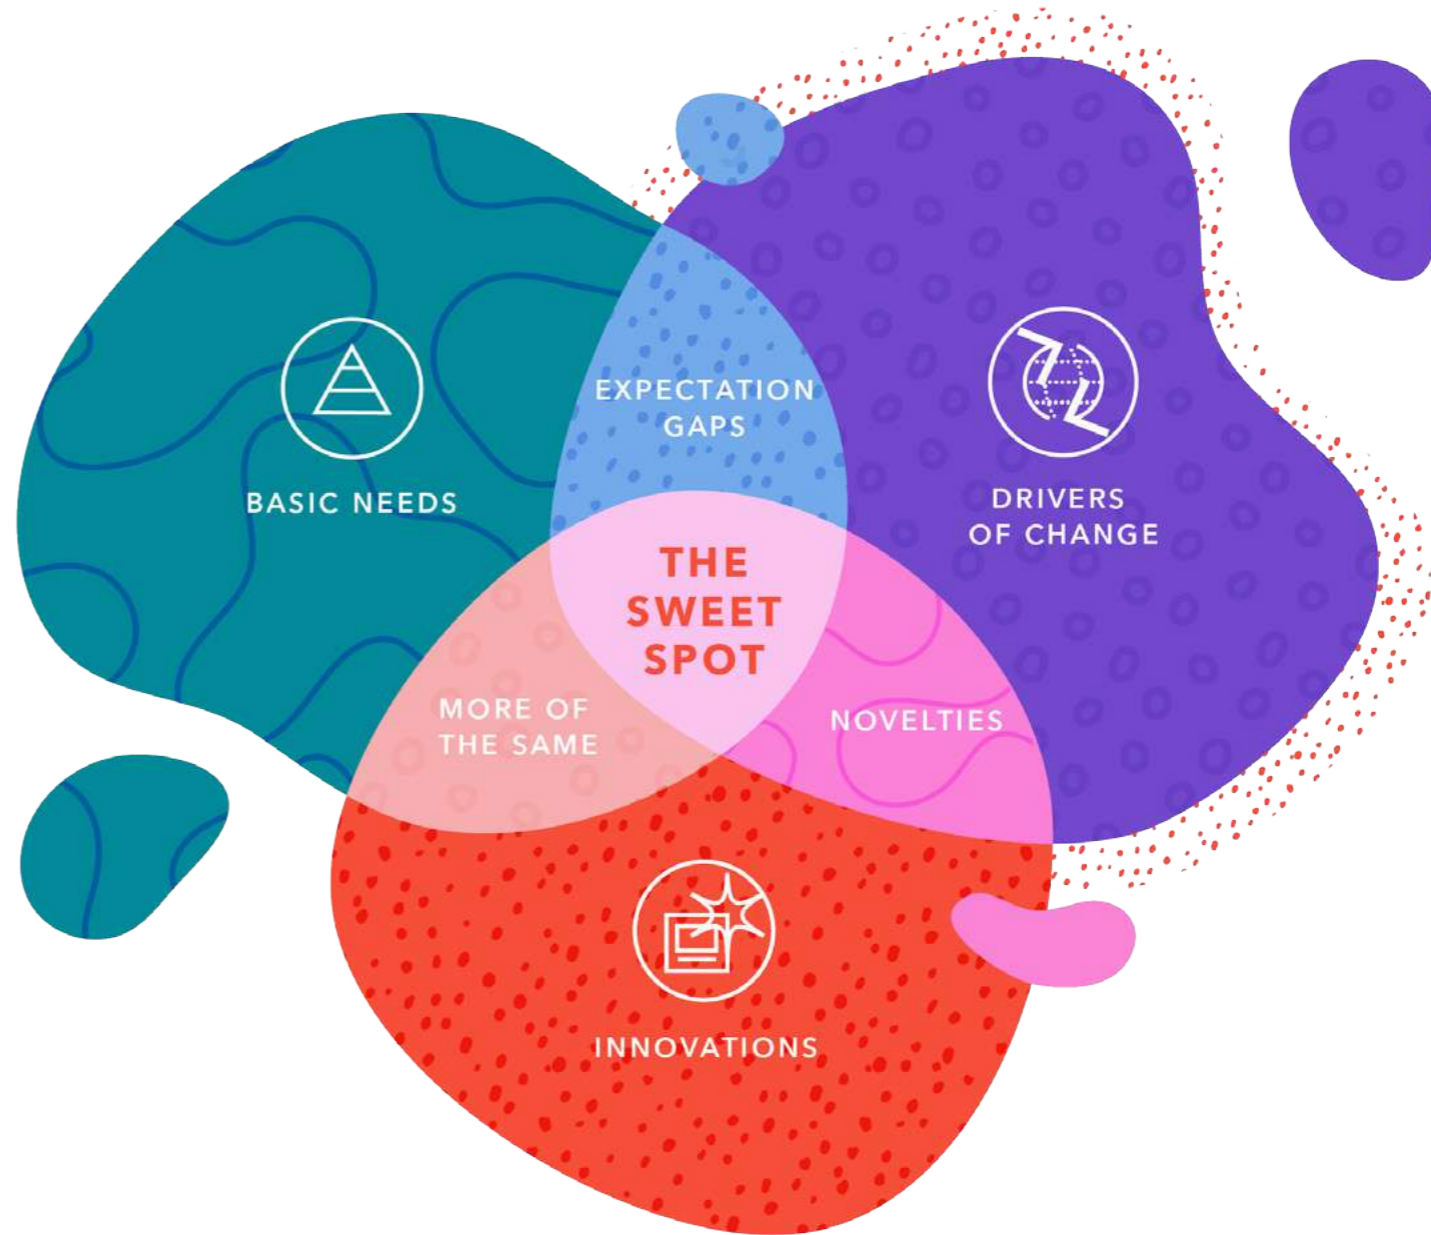 EXPECTATION
GAPS
BASIC NEEDS
DRIVERS
OF CHANGE
THE
SWEET
SPOT
MORE OF
THE SAME
NOVELTIES
INNOVATIONS